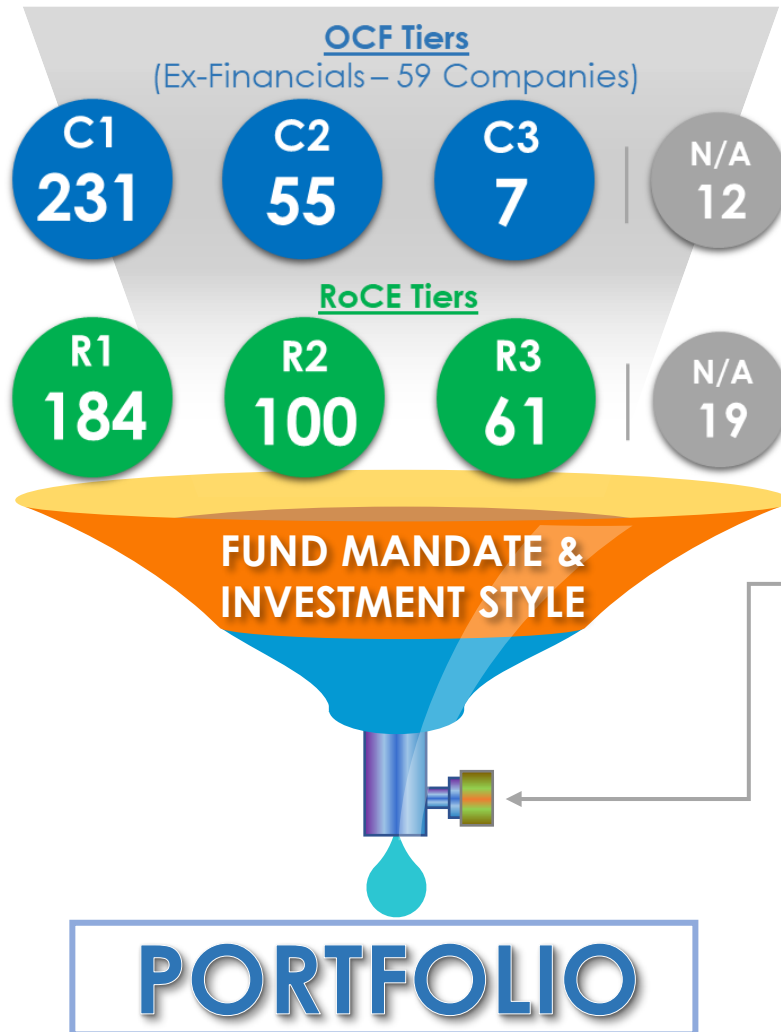 OCF Tiers
(Ex-Financials – 59 Companies)
C1
231
C2
55
C3
7
N/A
12
RoCE Tiers
R1
184
R2
100
R3
61
N/A
19
FUND MANDATE &
INVESTMENT STYLE
PORTFOLIO